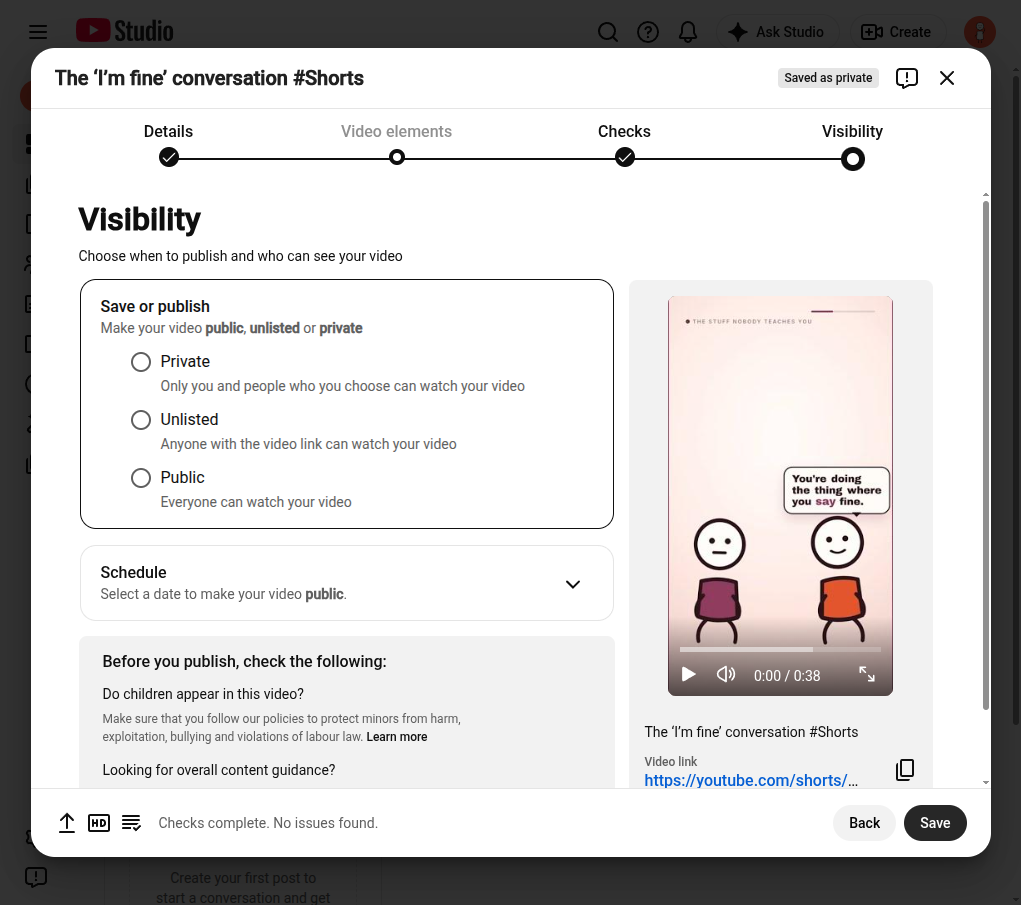 Studio
Ask Studio
Create
The ‘I’m fine’ conversation #Shorts
Saved as private
Details
Video elements
Checks
Visibility
Visibility
Choose when to publish and who can see your video
Save or publish
Make your video public, unlisted or private
Private
Only you and people who you choose can watch your video
Unlisted
Anyone with the video link can watch your video
Public
Everyone can watch your video
Schedule
Select a date to make your video public.
Before you publish, check the following:
Do children appear in this video?
Make sure that you follow our policies to protect minors from harm,
exploitation, bullying and violations of labour law. Learn more
Looking for overall content guidance?
THE STUFF NOBODY TEACHES YOU
You're doing
the thing where
you say fine.
0:00 / 0:38
The ‘I’m fine’ conversation #Shorts
Video link
https://youtube.com/shorts/…
HD
Checks complete. No issues found.
Back
Save
Create your first post to
start a conversation and get